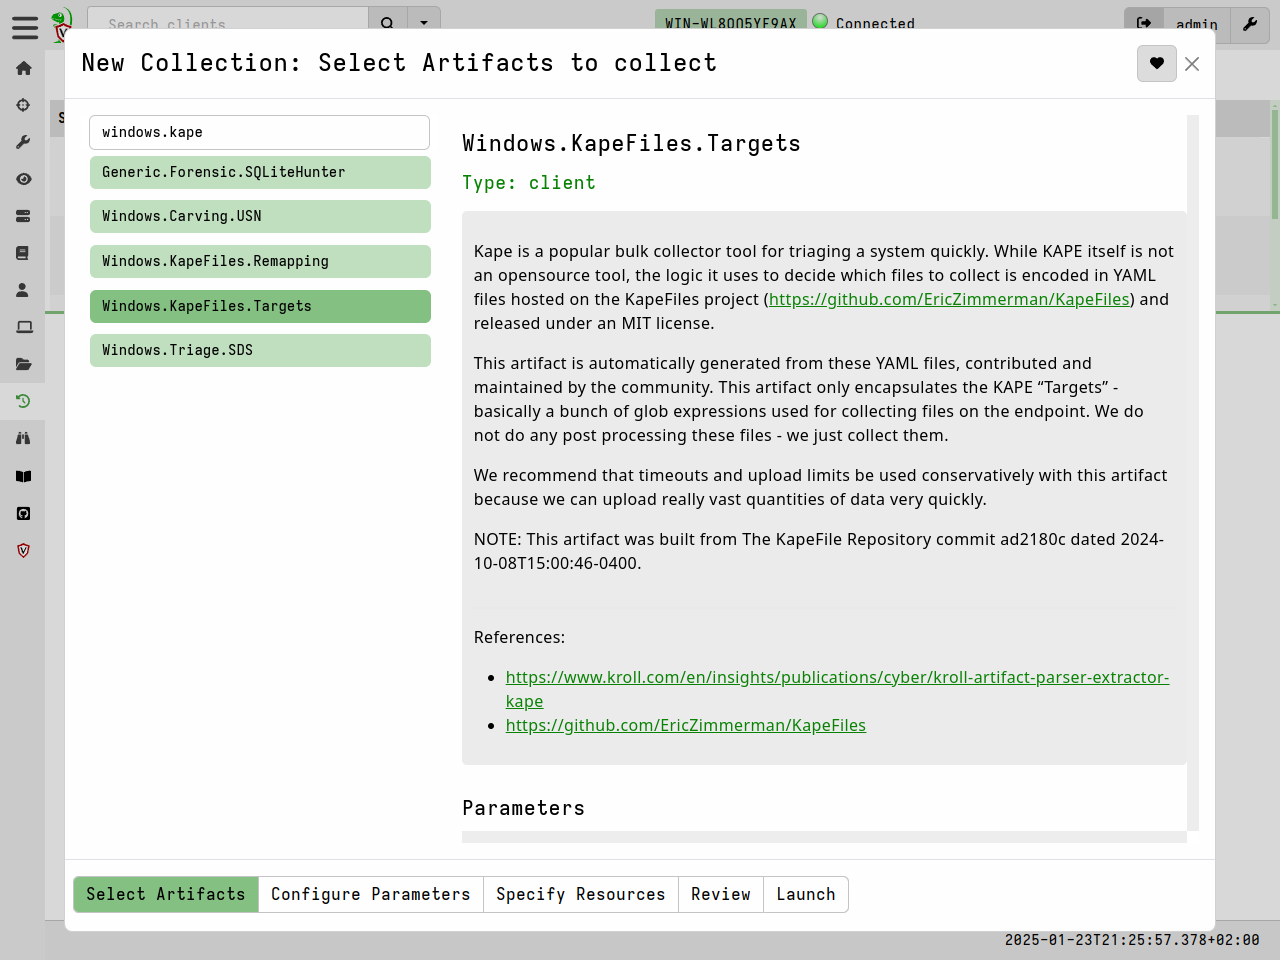 Search clients
WIN-WL8OO5YF9AX
Connected
admin
New Collection: Select Artifacts to collect
windows.kape
Generic.Forensic.SQLiteHunter
Windows.Carving.USN
Windows.KapeFiles.Remapping
Windows.KapeFiles.Targets
Windows.Triage.SDS
Windows.KapeFiles.Targets
Type: client
Kape is a popular bulk collector tool for triaging a system quickly. While KAPE itself is not
an opensource tool, the logic it uses to decide which files to collect is encoded in YAML
files hosted on the KapeFiles project (https://github.com/EricZimmerman/KapeFiles) and
released under an MIT license.
This artifact is automatically generated from these YAML files, contributed and
maintained by the community. This artifact only encapsulates the KAPE “Targets” -
basically a bunch of glob expressions used for collecting files on the endpoint. We do
not do any post processing these files - we just collect them.
We recommend that timeouts and upload limits be used conservatively with this artifact
because we can upload really vast quantities of data very quickly.
NOTE: This artifact was built from The KapeFile Repository commit ad2180c dated 2024-
10-08T15:00:46-0400.
References:
https://www.kroll.com/en/insights/publications/cyber/kroll-artifact-parser-extractor-
kape
https://github.com/EricZimmerman/KapeFiles
Parameters
Select Artifacts
Configure Parameters
Specify Resources
Review
Launch
2025-01-23T21:25:57.378+02:00